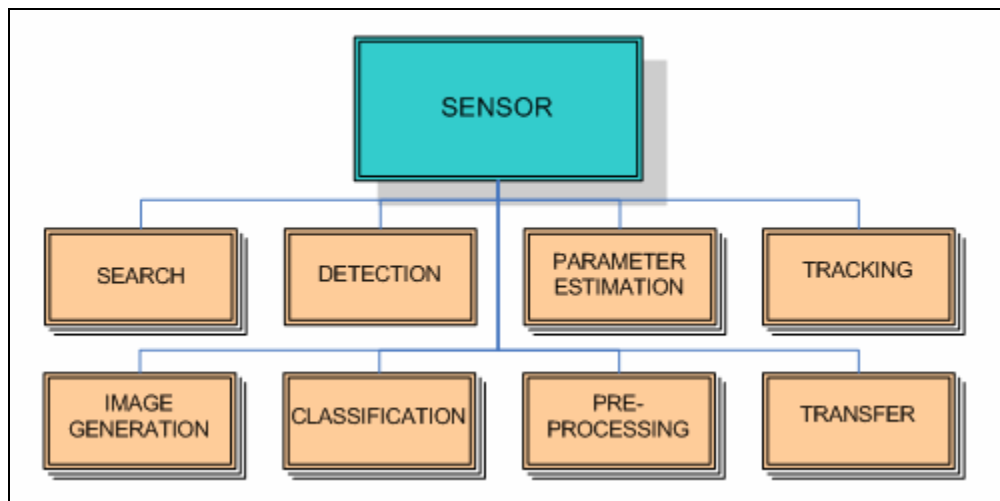 SENSOR
SEARCH
DETECTION
PARAMETER
ESTIMATION
TRACKING
IMAGE
GENERATION
CLASSIFICATION
PRE-
PROCESSING
TRANSFER